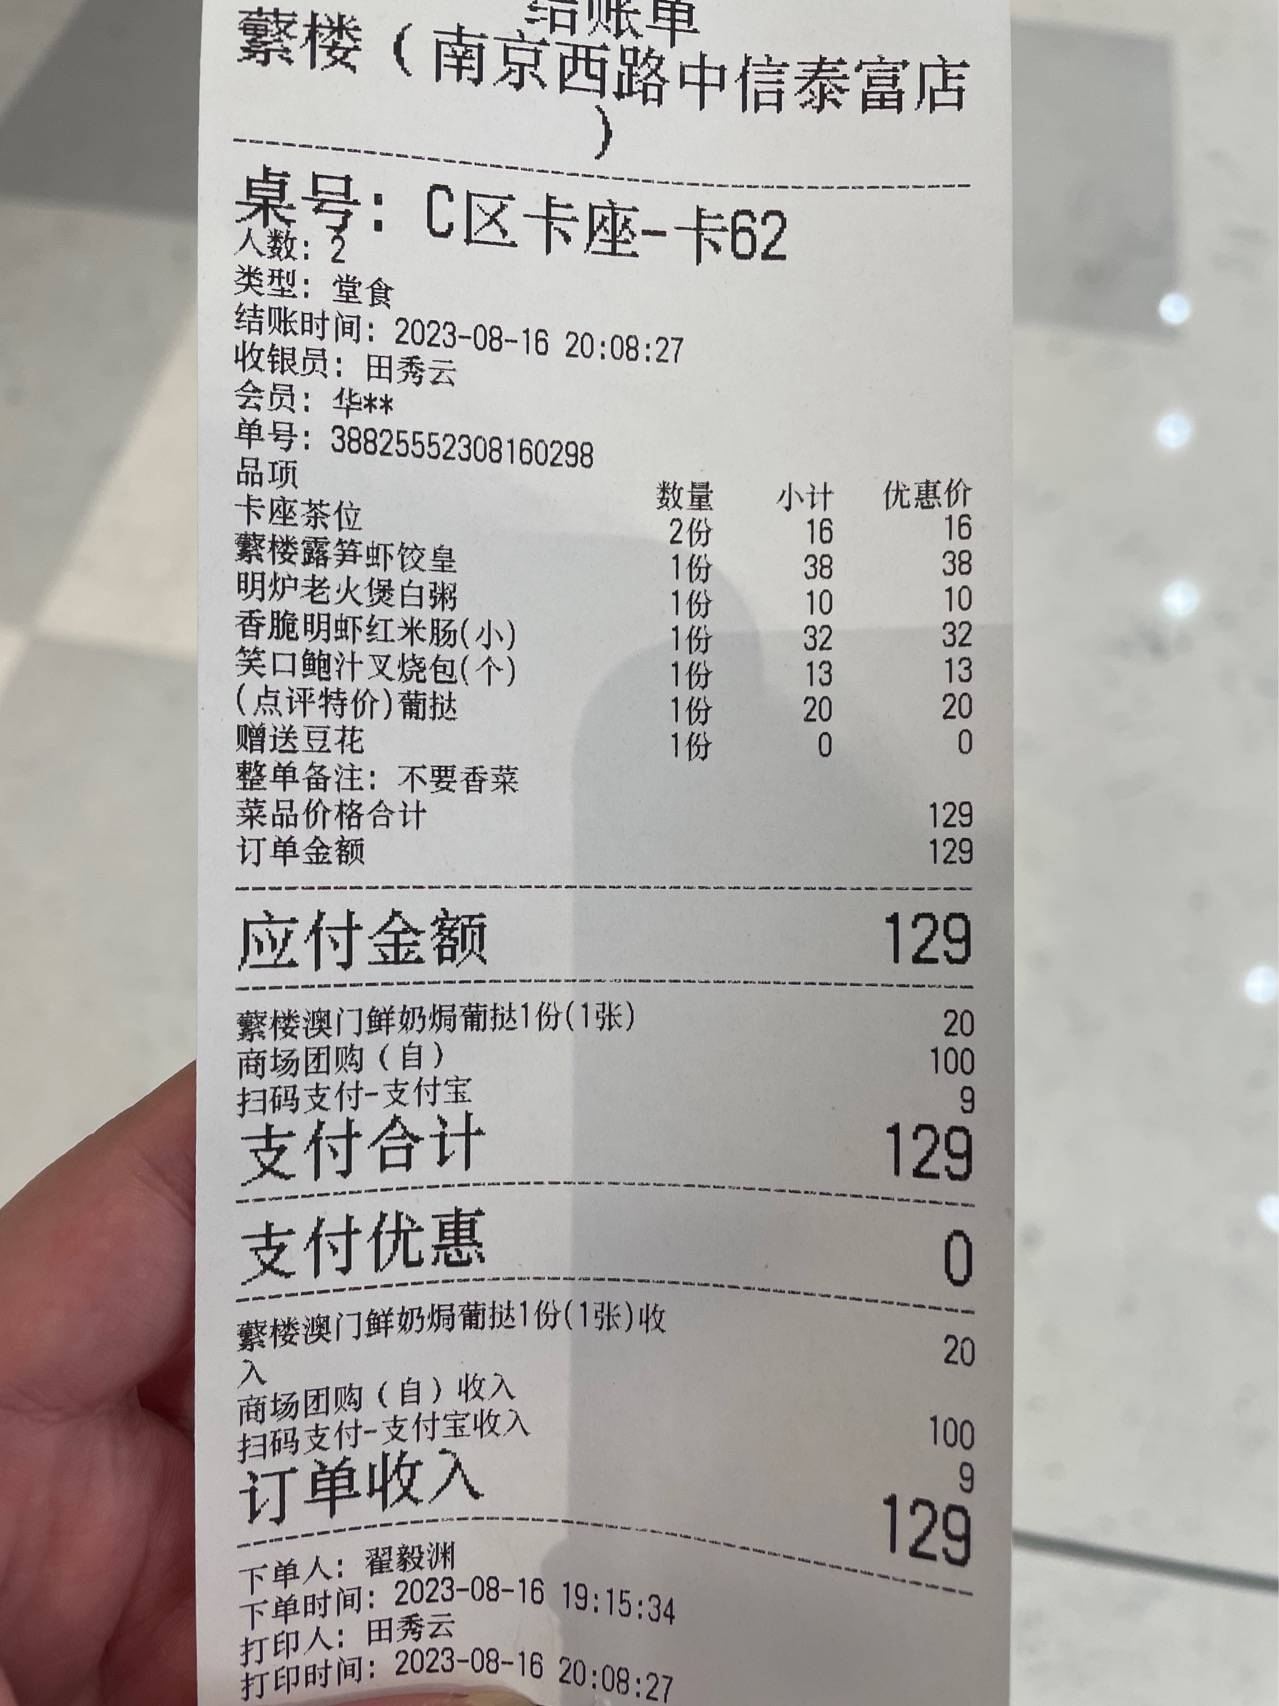 结账单
蘩楼（南京西路中信泰富店
）
桌号：C区卡座-卡62
人数：2
类型：堂食
结账时间：2023-08-16 20:08:27
收银员：田秀云
会员：华**
单号：38825552308160298
品项 数量 小计 优惠价
卡座茶位 2份 16 16
蘩楼露笋虾饺皇 1份 38 38
明炉老火煲白粥 1份 10 10
香脆明虾红米肠(小) 1份 32 32
笑口鲍汁叉烧包(个) 1份 13 13
(点评特价)葡挞 1份 20 20
赠送豆花 1份 0 0
整单备注：不要香菜
菜品价格合计 129
订单金额 129
应付金额 129
蘩楼澳门鲜奶焗葡挞1份(1张) 20
商场团购（自） 100
扫码支付-支付宝 9
支付合计 129
支付优惠 0
蘩楼澳门鲜奶焗葡挞1份(1张)收 20
入
商场团购（自）收入 100
扫码支付-支付宝收入 9
订单收入 129
下单人：翟毅渊
下单时间：2023-08-16 19:15:34
打印人：田秀云
打印时间：2023-08-16 20:08:27